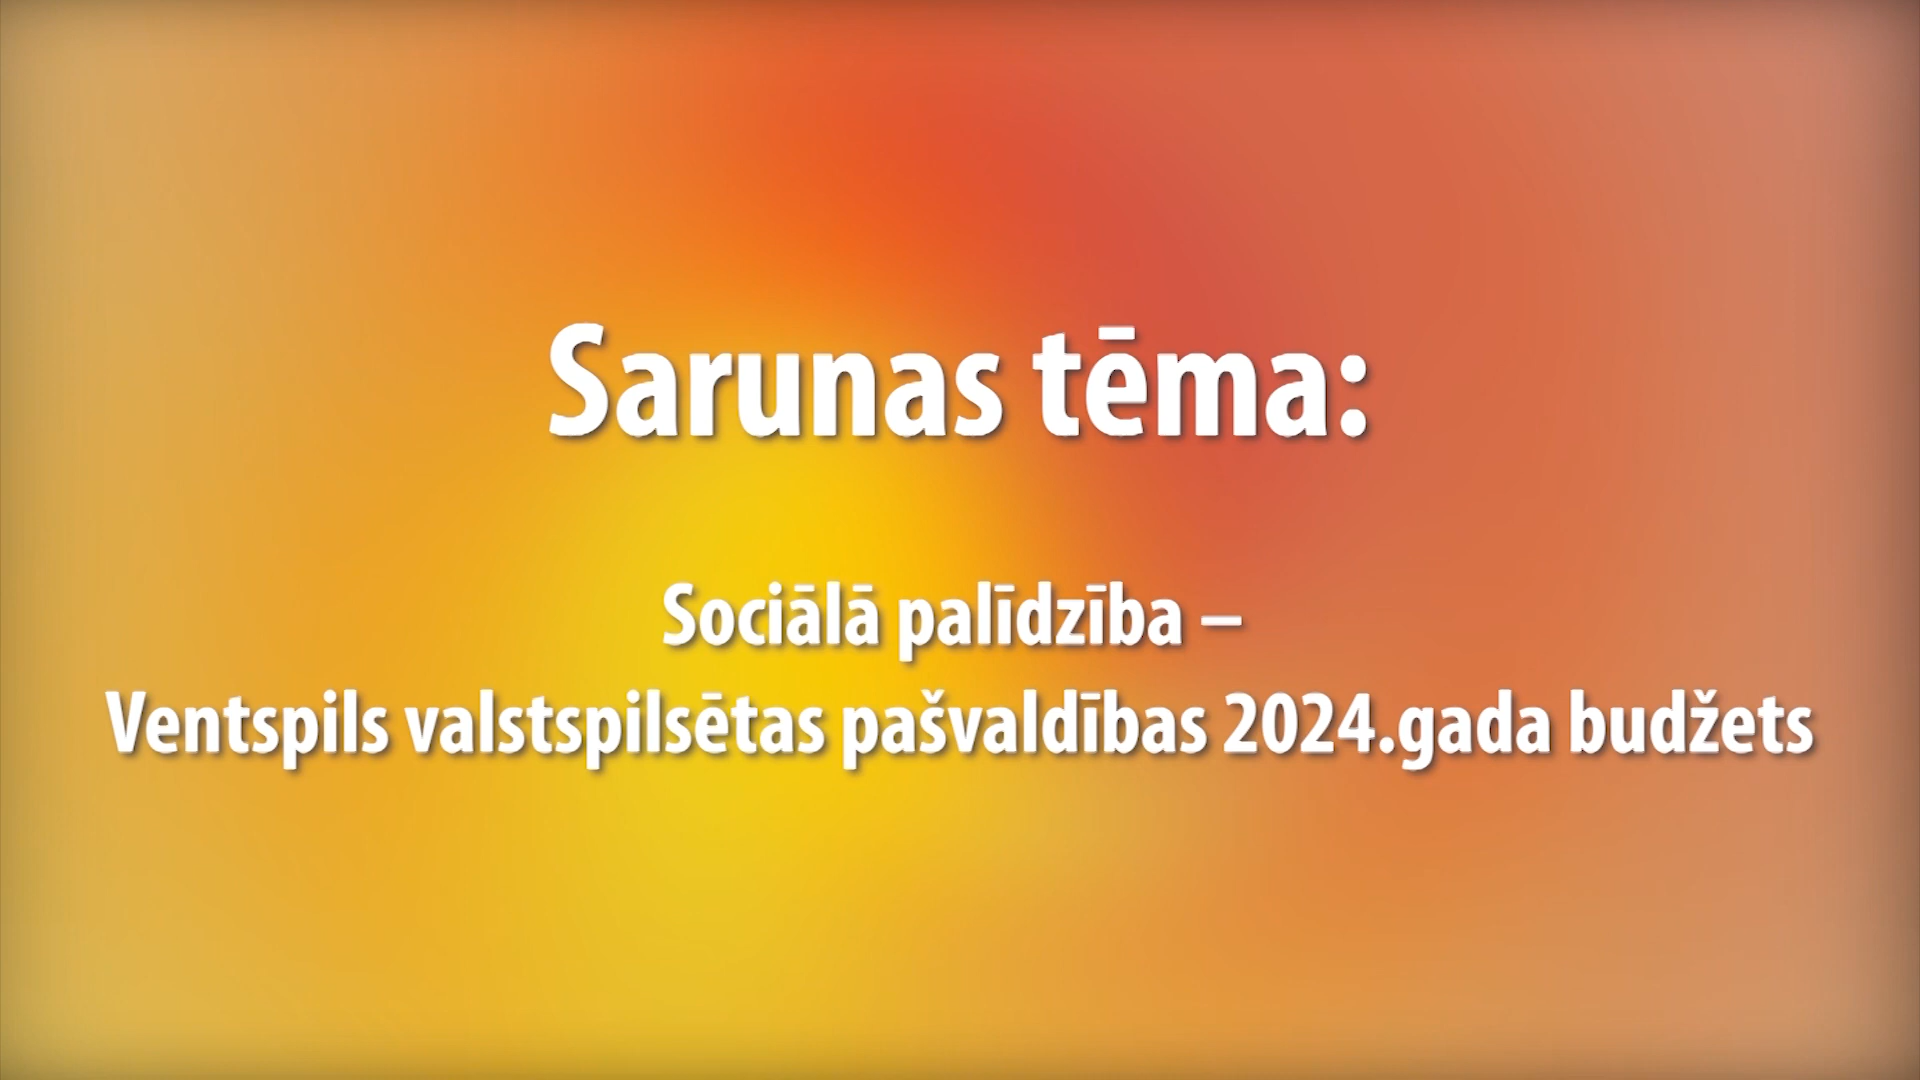 Sarunas tēma:
Sociālā palīdzība –
Ventspils valstspilsētas pašvaldības 2024.gada budžets